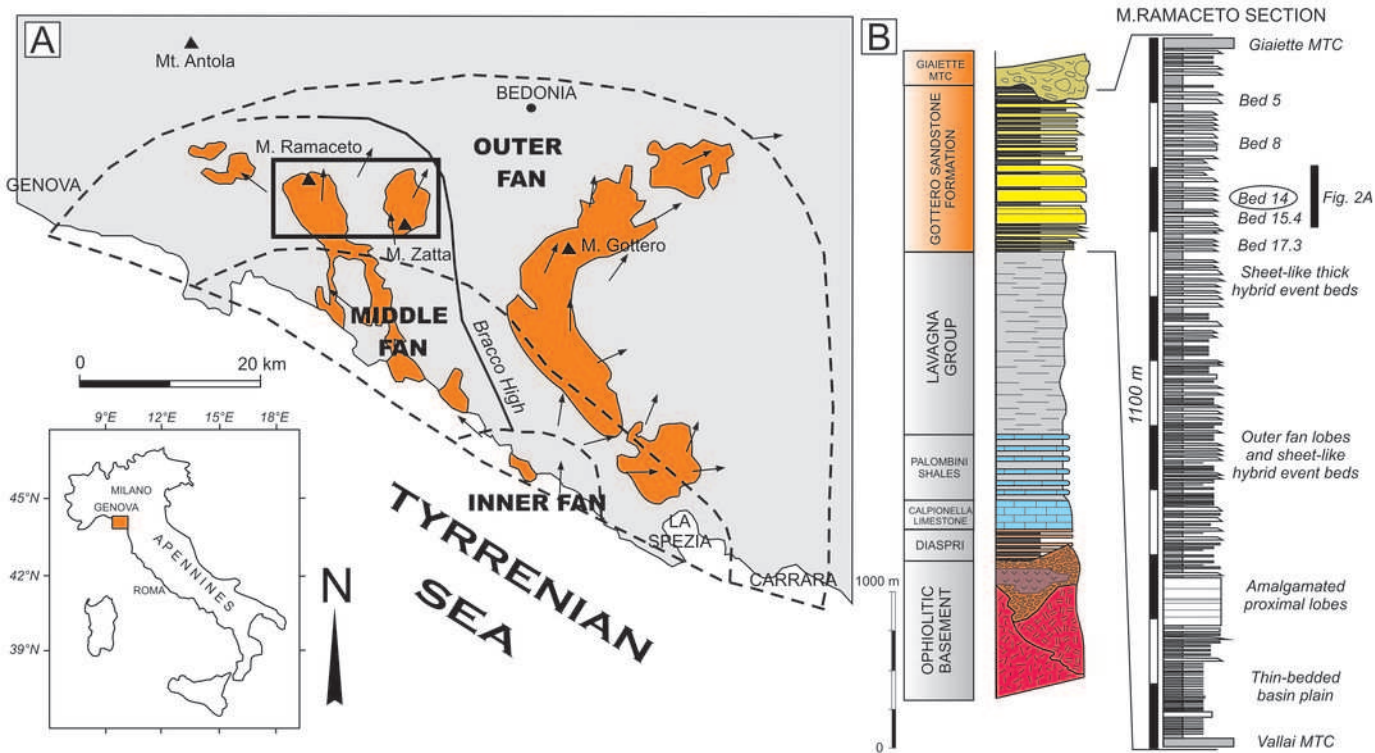 A
Mt. Antola
BEDONIA
OUTER
FAN
M. Ramaceto
GENOVA
M. Zatta
M. Gottero
MIDDLE
FAN
Bracco High
0
20 km
INNER FAN
LA
SPEZIA
CARRARA
TYRRENIAN
SEA
N
9°E
12°E
15°E
18°E
45°N
42°N
39°N
MILANO
GENOVA
APENNINES
ROMA
B
GIAIETTE
MTC
GOTTERO SANDSTONE
FORMATION
LAVAGNA
GROUP
PALOMBINI
SHALES
CALPIONELLA
LIMESTONE
DIASPRI
OPHIOLITIC
BASEMENT
1000 m
0
M.RAMACETO SECTION
1100 m
Giaiette MTC
Bed 5
Bed 8
Bed 14
Fig. 2A
Bed 15.4
Bed 17.3
Sheet-like thick
hybrid event beds
Outer fan lobes
and sheet-like
hybrid event beds
Amalgamated
proximal lobes
Thin-bedded
basin plain
Vallai MTC